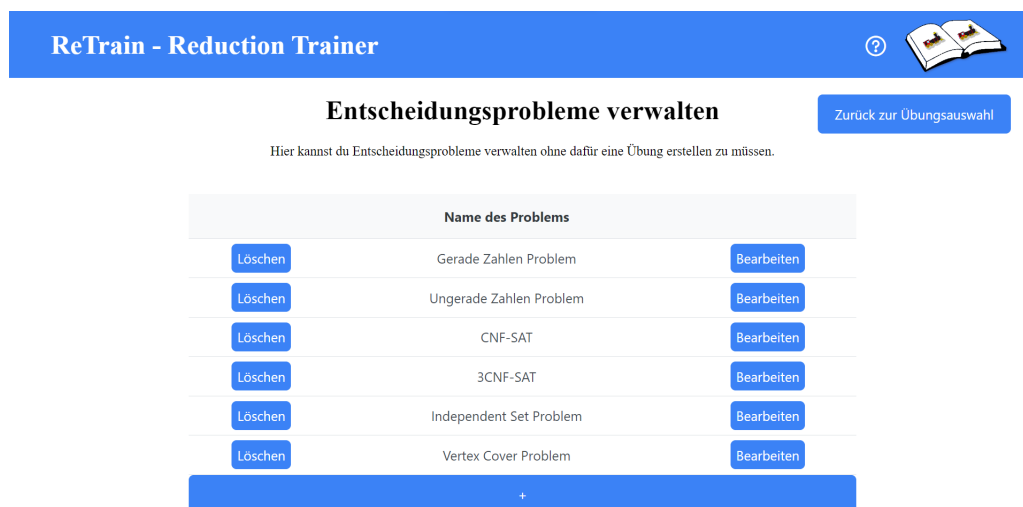 ReTrain - Reduction Trainer
Entscheidungsprobleme verwalten
Zurück zur Übungsauswahl
Hier kannst du Entscheidungsprobleme verwalten ohne dafür eine Übung erstellen zu müssen.
Name des Problems
Löschen Gerade Zahlen Problem Bearbeiten
Löschen Ungerade Zahlen Problem Bearbeiten
Löschen CNF-SAT Bearbeiten
Löschen 3CNF-SAT Bearbeiten
Löschen Independent Set Problem Bearbeiten
Löschen Vertex Cover Problem Bearbeiten
+